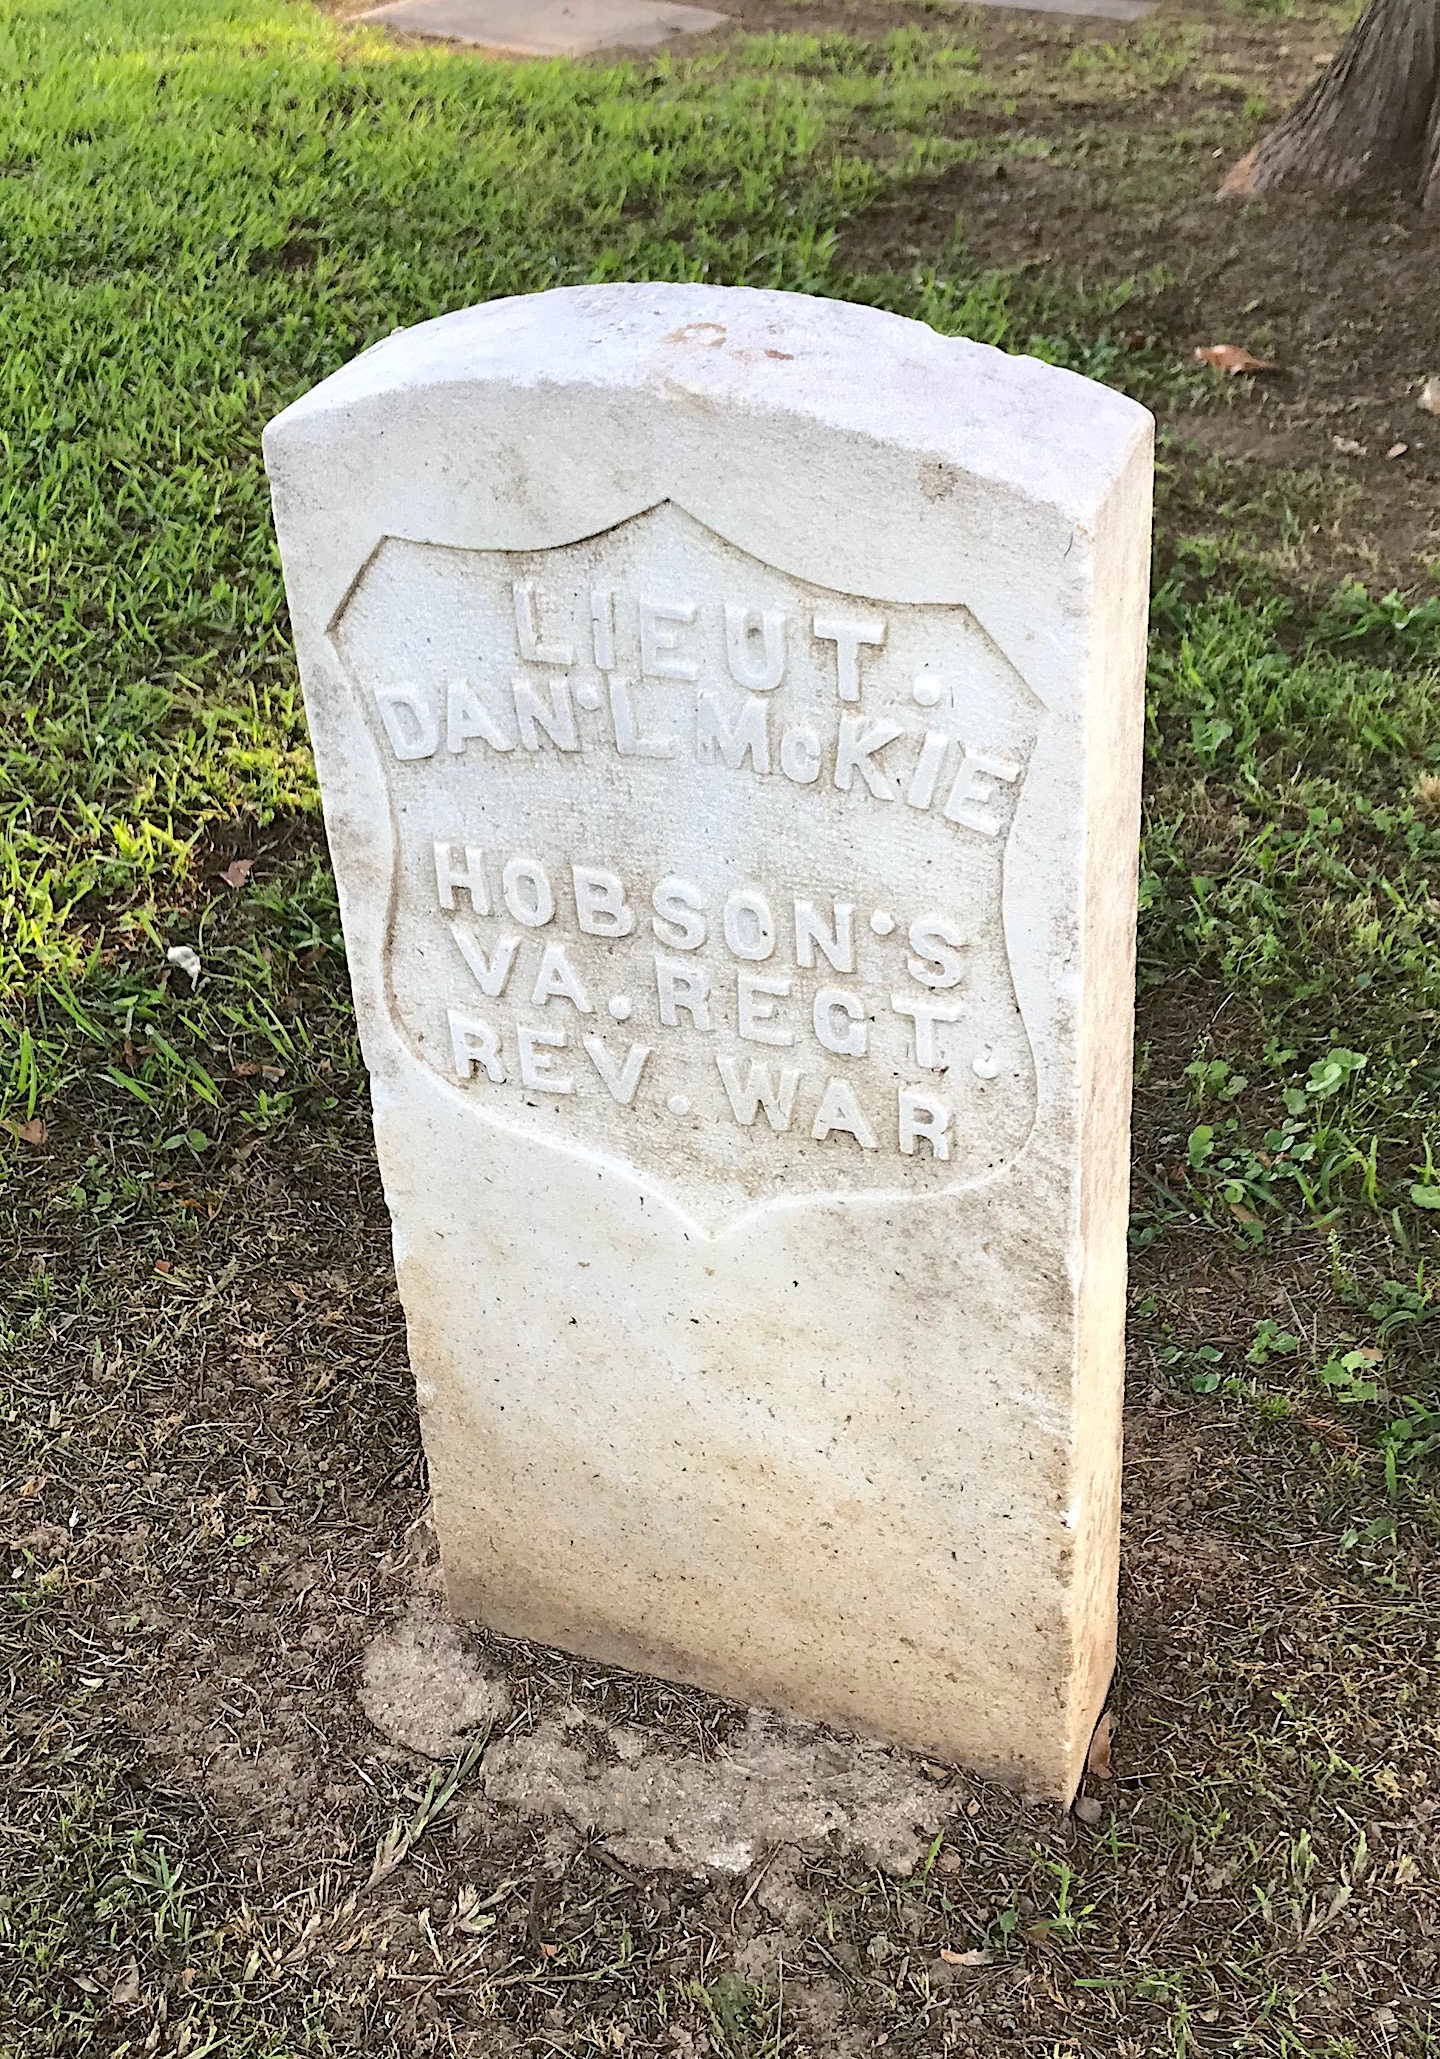 LIEUT.
DAN'L McKIE
HOBSON'S
VA. REGT.
REV. WAR